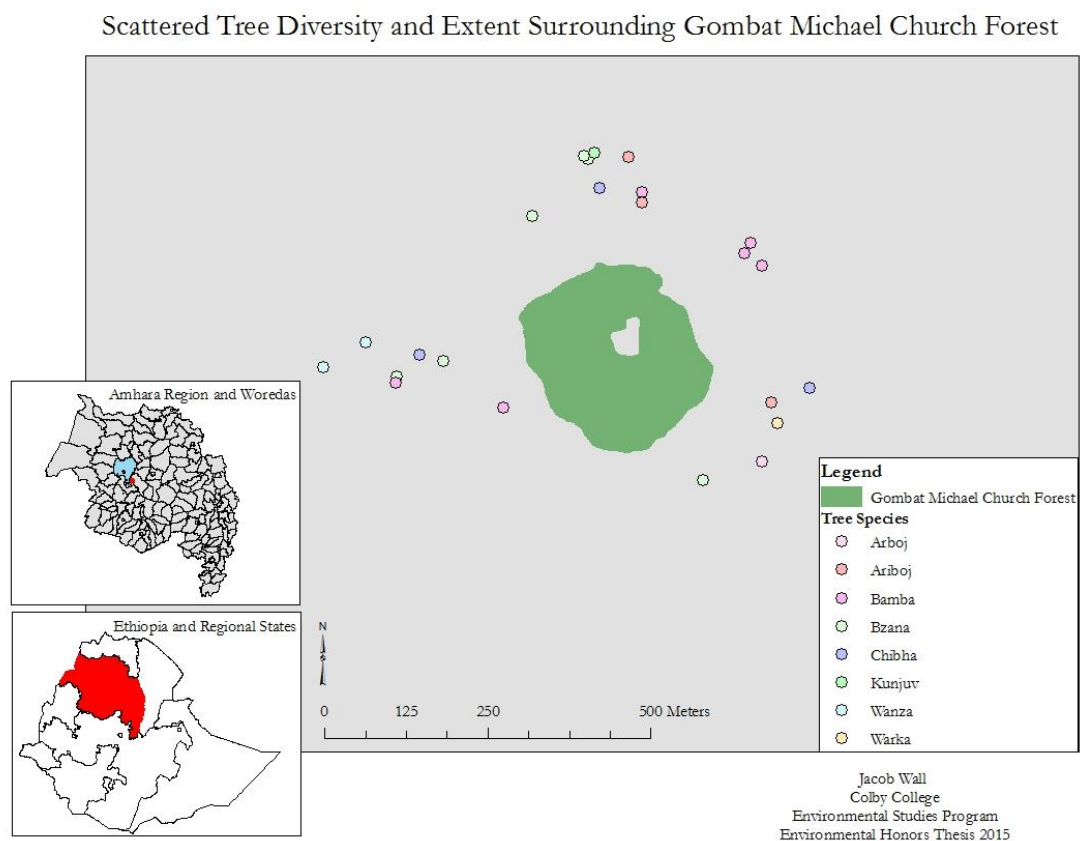 Scattered Tree Diversity and Extent Surrounding Gombat Michael Church Forest
Amhara Region and Woredas
Ethiopia and Regional States
N
S
0 125 250 500 Meters
Legend
Gombat Michael Church Forest
Tree Species
Arboj
Ariboj
Bamba
Bzana
Chibha
Kunjuv
Wanza
Warka
Jacob Wall
Colby College
Environmental Studies Program
Environmental Honors Thesis 2015